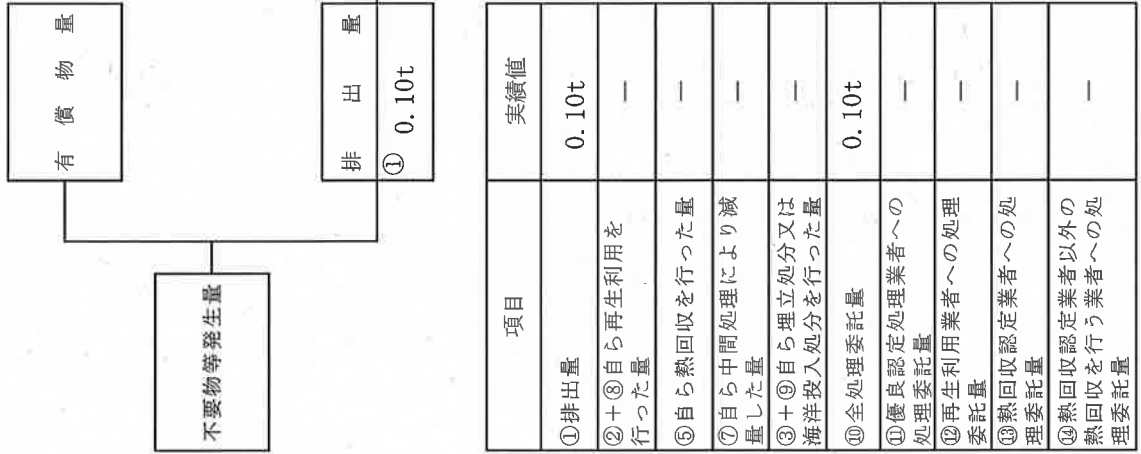 有償物量
不要物等発生量
排出量
① 0.10t
項目 実績値
①排出量 0.10t
②+⑧自ら再生利用を
行った量 —
⑤自ら熱回収を行った量 —
⑦自ら中間処理により減
量した量 —
③+⑨自ら埋立処分又は
海洋投入処分を行った量 —
⑩全処理委託量 0.10t
⑪優良認定処理業者への
処理委託量 —
⑫再生利用業者への処理
委託量 —
⑬熱回収認定業者への処
理委託量 —
⑭熱回収認定業者以外の
熱回収を行う業者への処
理委託量 —